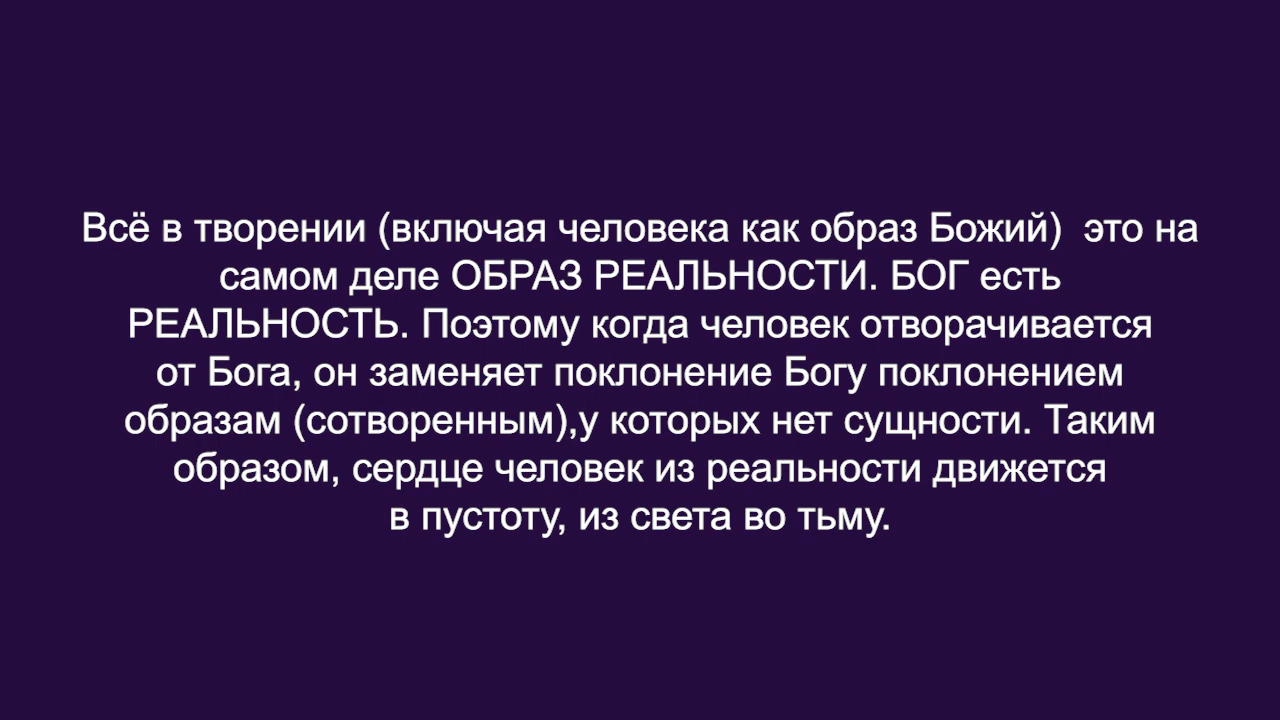 Всё в творении (включая человека как образ Божий)  это на
самом деле ОБРАЗ РЕАЛЬНОСТИ. БОГ есть
РЕАЛЬНОСТЬ. Поэтому когда человек отворачивается
от Бога, он заменяет поклонение Богу поклонением
образам (сотворенным),у которых нет сущности. Таким
образом, сердце человек из реальности движется
в пустоту, из света во тьму.